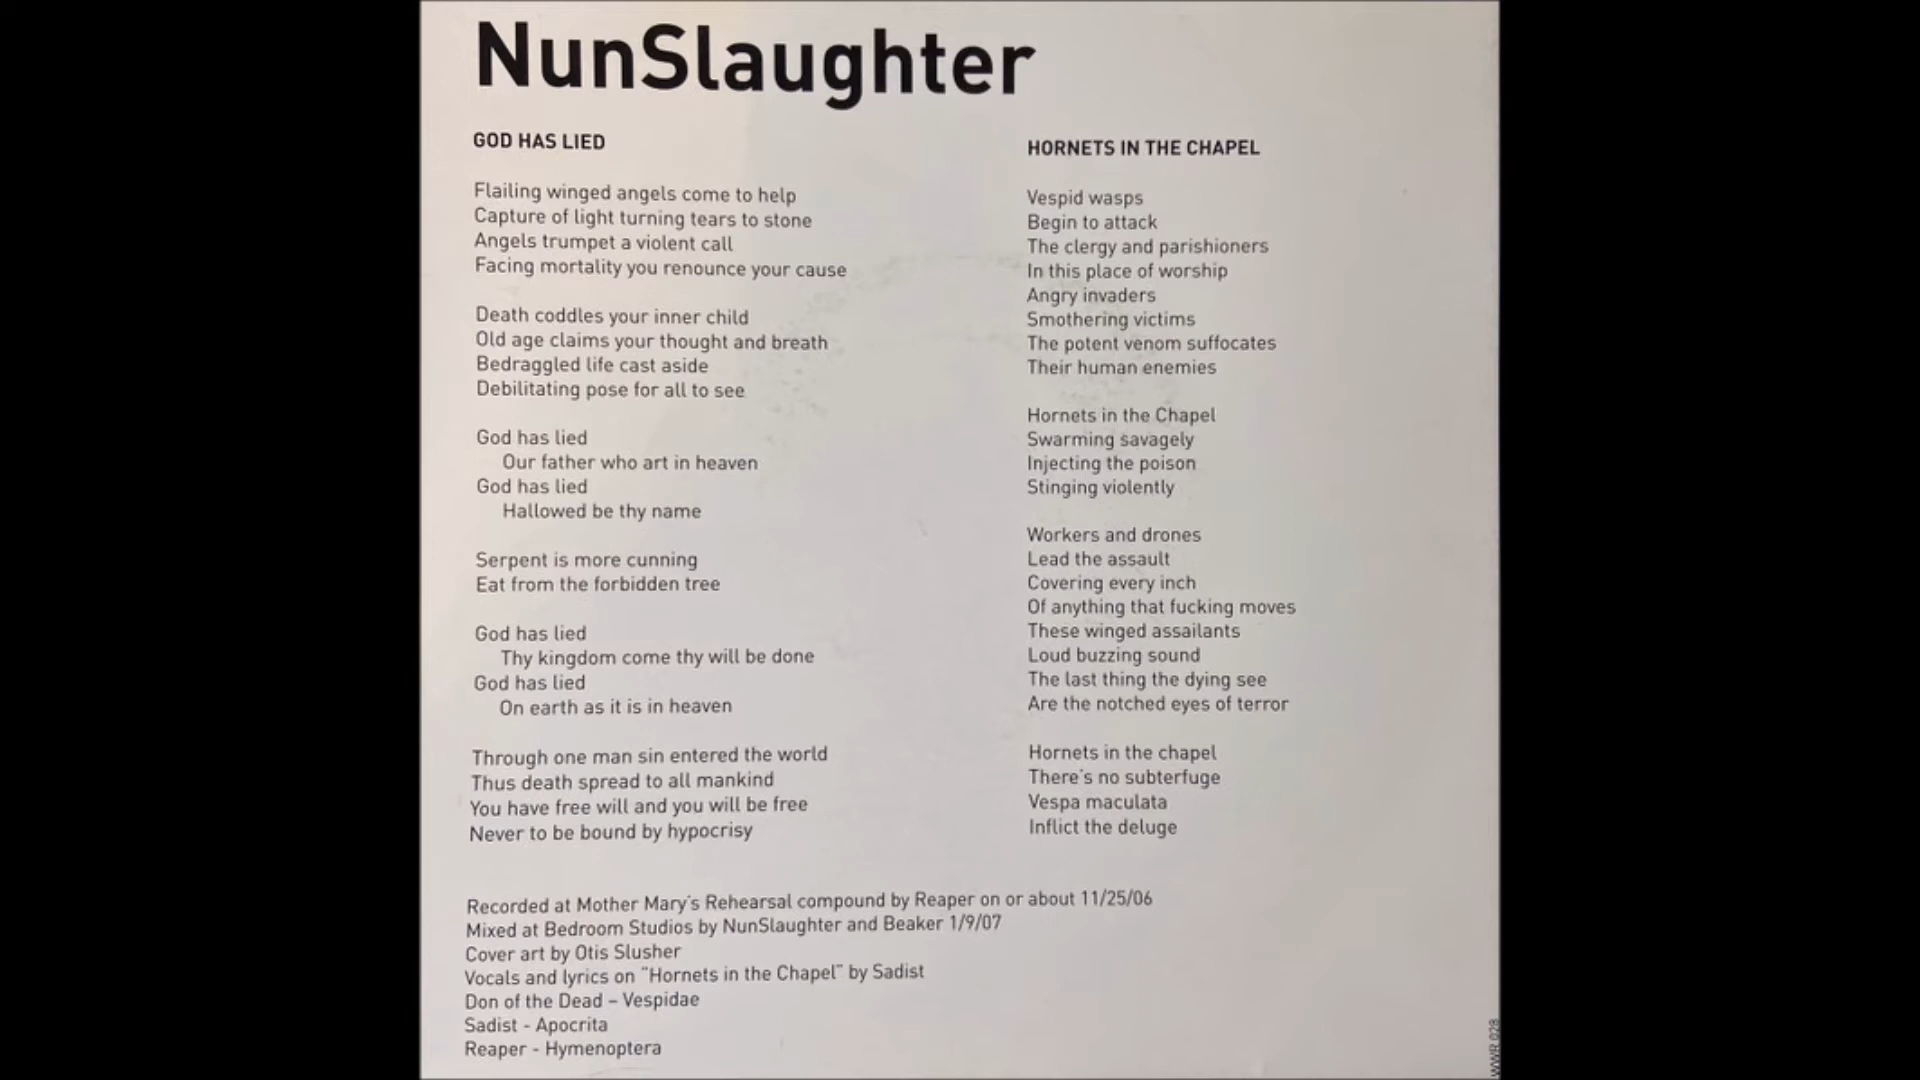 NunSlaughter
GOD HAS LIED
Flailing winged angels come to help
Capture of light turning tears to stone
Angels trumpet a violent call
Facing mortality you renounce your cause
Death coddles your inner child
Old age claims your thought and breath
Bedraggled life cast aside
Debilitating pose for all to see
God has lied
Our father who art in heaven
God has lied
Hallowed be thy name
Serpent is more cunning
Eat from the forbidden tree
God has lied
Thy kingdom come thy will be done
God has lied
On earth as it is in heaven
Through one man sin entered the world
Thus death spread to all mankind
You have free will and you will be free
Never to be bound by hypocrisy
HORNETS IN THE CHAPEL
Vespid wasps
Begin to attack
The clergy and parishioners
In this place of worship
Angry invaders
Smothering victims
The potent venom suffocates
Their human enemies
Hornets in the Chapel
Swarming savagely
Injecting the poison
Stinging violently
Workers and drones
Lead the assault
Covering every inch
Of anything that fucking moves
These winged assailants
Loud buzzing sound
The last thing the dying see
Are the notched eyes of terror
Hornets in the chapel
There's no subterfuge
Vespa maculata
Inflict the deluge
Recorded at Mother Mary's Rehearsal compound by Reaper on or about 11/25/06
Mixed at Bedroom Studios by NunSlaughter and Beaker 1/9/07
Cover art by Otis Slusher
Vocals and lyrics on "Hornets in the Chapel" by Sadist
Don of the Dead – Vespidae
Sadist - Apocrita
Reaper - Hymenoptera
WWR 028